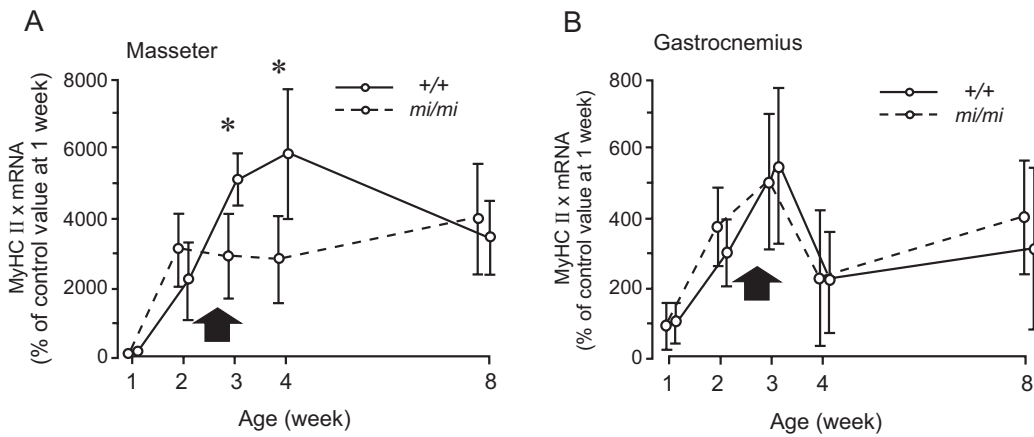 A
Masseter
MyHC II x mRNA
(% of control value at 1 week)
8000
6000
4000
2000
0
*
*
+/+
mi/mi
1 2 3 4 8
Age (week)
B
Gastrocnemius
MyHC II x mRNA
(% of control value at 1 week)
800
600
400
200
0
+/+
mi/mi
1 2 3 4 8
Age (week)